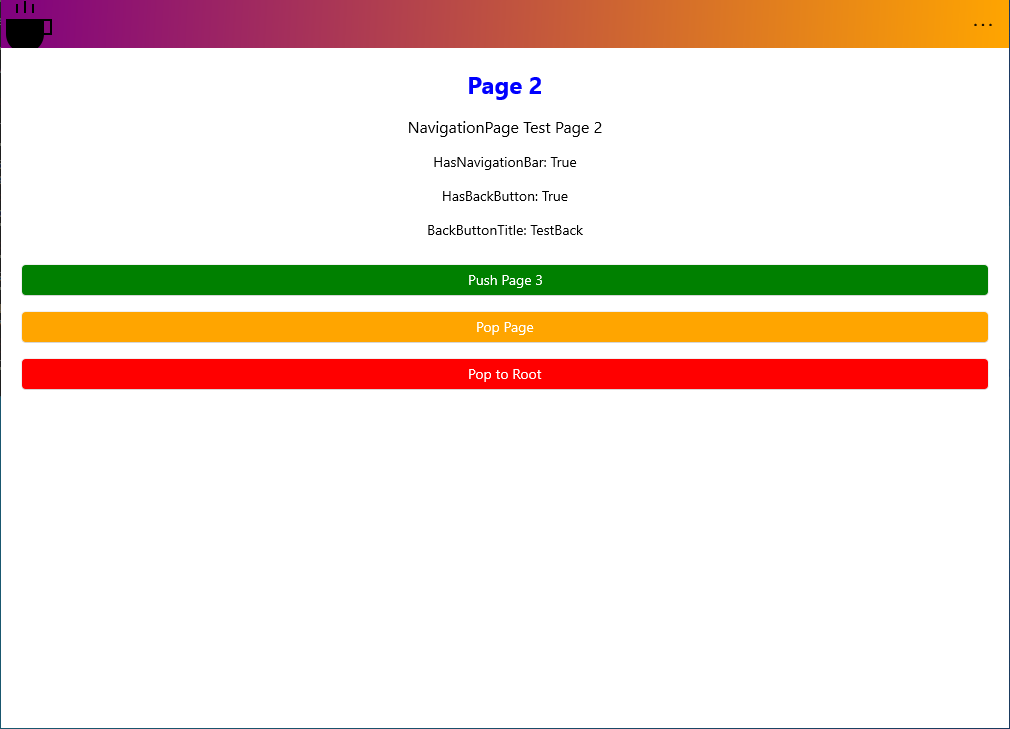 ...
Page 2
NavigationPage Test Page 2
HasNavigationBar: True
HasBackButton: True
BackButtonTitle: TestBack
Push Page 3
Pop Page
Pop to Root